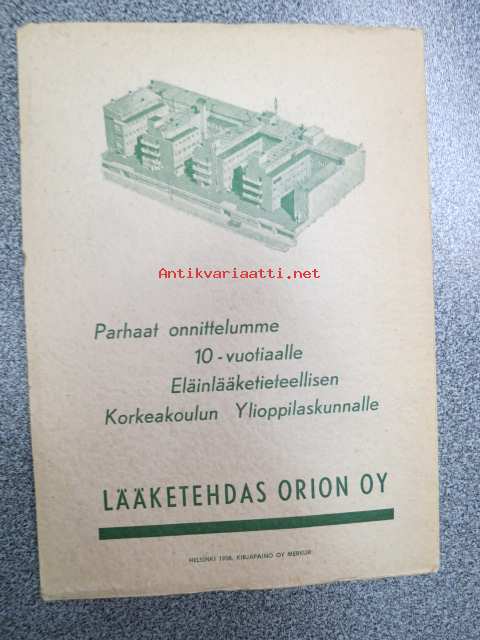 Antikvariaatti.net
Parhaat onnittelumme
10-vuotiaalle
Eläinlääketieteellisen
Korkeakoulun Ylioppilaskunnalle
LÄÄKETEHDAS ORION OY
HELSINKI 1956, KIRJAPAINO OY MERKUR